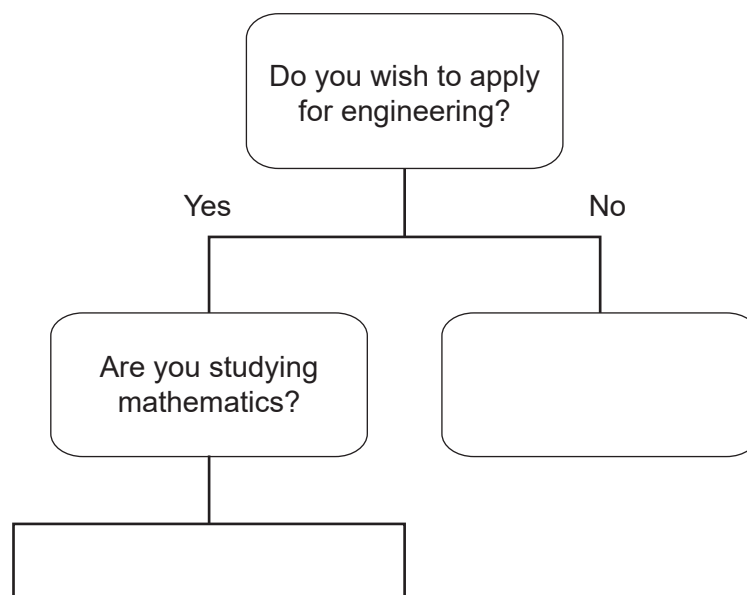 Do you wish to apply
for engineering?
Yes
No
Are you studying
mathematics?